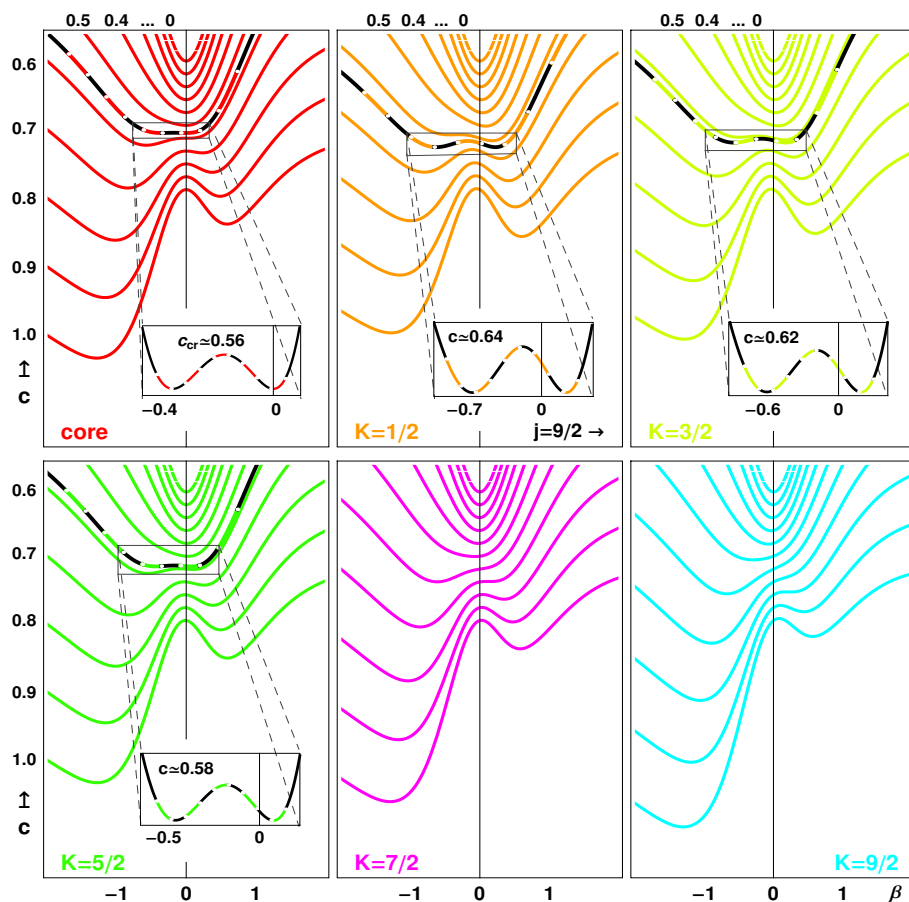 0.5 0.4 ... 0
0.5 0.4 ... 0
0.5 0.4 ... 0
0.6
0.7
0.8
0.9
1.0
↥
c
c_cr≃0.56
−0.4 0
core
c≃0.64
−0.7 0
K=1/2
j=9/2 →
c≃0.62
−0.6 0
K=3/2
0.6
0.7
0.8
0.9
1.0
↥
c
c≃0.58
−0.5 0
K=5/2
K=7/2
K=9/2
−1 0 1
−1 0 1
−1 0 1 β